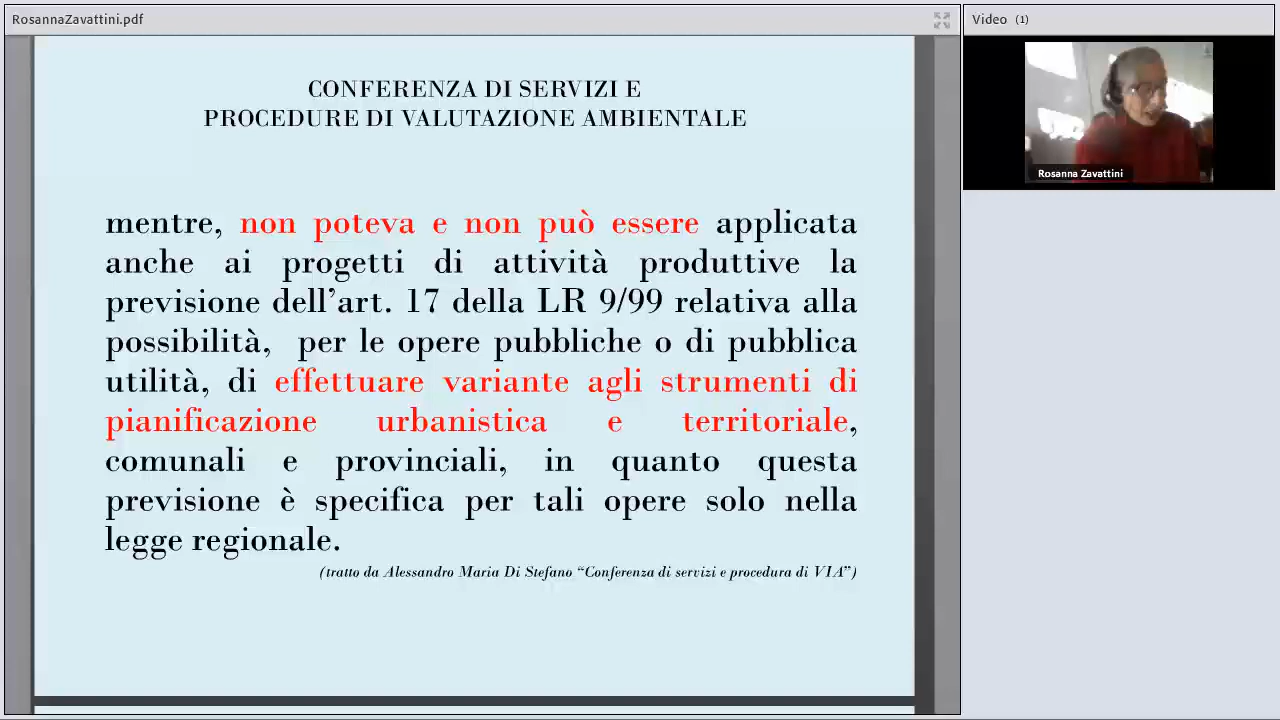 RosannaZavattini.pdf
Video (1)
Rosanna Zavattini
CONFERENZA DI SERVIZI E
PROCEDURE DI VALUTAZIONE AMBIENTALE
mentre, non poteva e non può essere applicata
anche ai progetti di attività produttive la
previsione dell’art. 17 della LR 9/99 relativa alla
possibilità, per le opere pubbliche o di pubblica
utilità, di effettuare variante agli strumenti di
pianificazione urbanistica e territoriale,
comunali e provinciali, in quanto questa
previsione è specifica per tali opere solo nella
legge regionale.
(tratto da Alessandro Maria Di Stefano “Conferenza di servizi e procedura di VIA”)